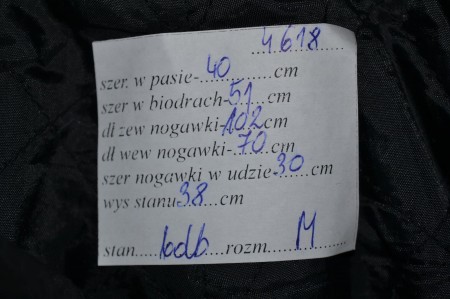 4618
szer. w pasie-40cm
szer w biodrach-51cm
dł zew nogawki-102cm
dł wew nogawki-70cm
szer nogawki w udzie-30cm
wys stanu38cm
stan bdb rozm M